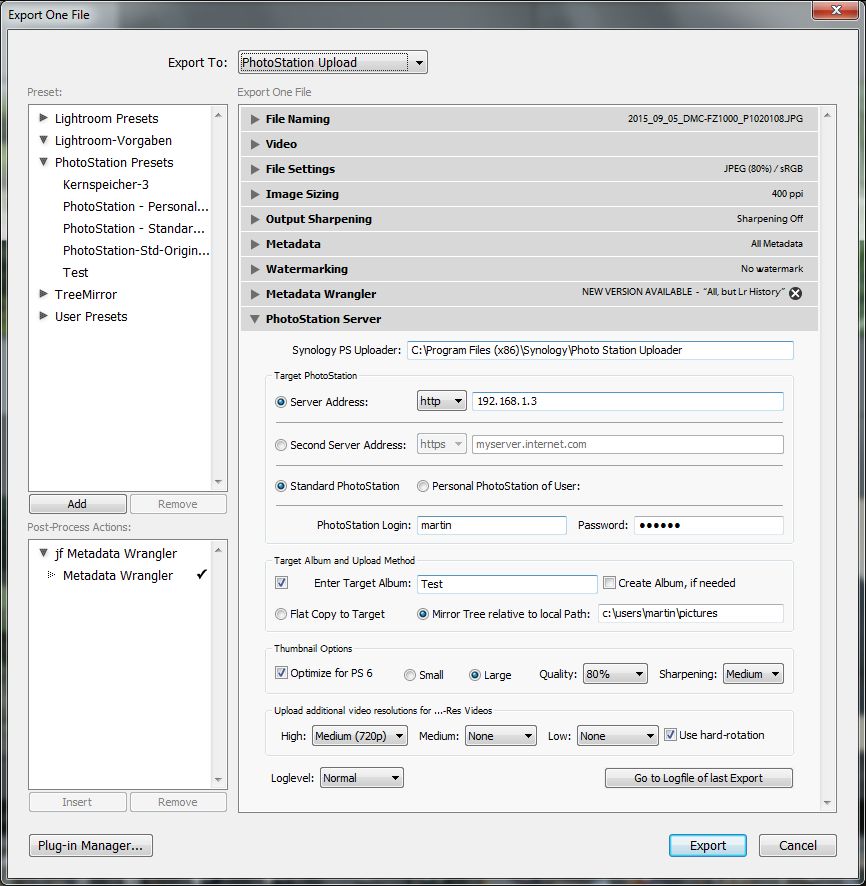 Export One File
Export To: PhotoStation Upload
Preset:
Lightroom Presets
Lightroom-Vorgaben
PhotoStation Presets
Kernspeicher-3
PhotoStation - Personal...
PhotoStation - Standar...
PhotoStation-Std-Origin...
Test
TreeMirror
User Presets
Add Remove
Post-Process Actions:
jf Metadata Wrangler
Metadata Wrangler
Insert Remove
Export One File
File Naming 2015_09_05_DMC-FZ1000_P1020108.JPG
Video
File Settings JPEG (80%) / sRGB
Image Sizing 400 ppi
Output Sharpening Sharpening Off
Metadata All Metadata
Watermarking No watermark
Metadata Wrangler NEW VERSION AVAILABLE - “All, but Lr History”
PhotoStation Server
Synology PS Uploader: C:\Program Files (x86)\Synology\Photo Station Uploader
Target PhotoStation
Server Address: http 192.168.1.3
Second Server Address: https myserver.internet.com
Standard PhotoStation Personal PhotoStation of User:
PhotoStation Login: martin Password: ••••••
Target Album and Upload Method
Enter Target Album: Test Create Album, if needed
Flat Copy to Target Mirror Tree relative to local Path: c:\users\martin\pictures
Thumbnail Options
Optimize for PS 6 Small Large Quality: 80% Sharpening: Medium
Upload additional video resolutions for ...-Res Videos
High: Medium (720p) Medium: None Low: None Use hard-rotation
Loglevel: Normal Go to Logfile of last Export
Plug-in Manager... Export Cancel